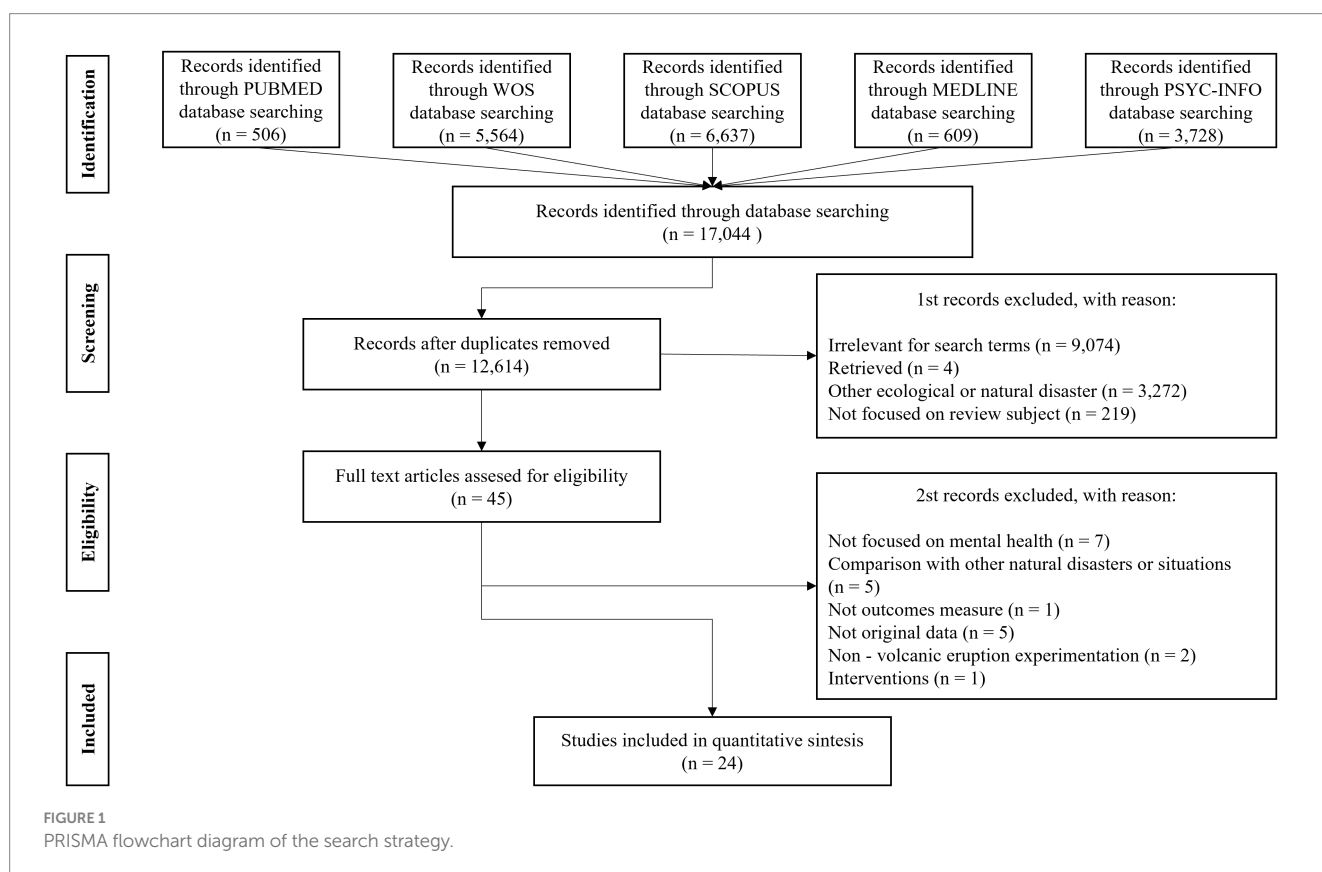 Identification
Records identified
through PUBMED
database searching
(n = 506)
Records identified
through WOS
database searching
(n = 5,564)
Records identified
through SCOPUS
database searching
(n = 6,637)
Records identified
through MEDLINE
database searching
(n = 609)
Records identified
through PSYC-INFO
database searching
(n = 3,728)
Records identified through database searching
(n = 17,044 )
Screening
Records after duplicates removed
(n = 12,614)
1st records excluded, with reason:
Irrelevant for search terms (n = 9,074)
Retrieved (n = 4)
Other ecological or natural disaster (n = 3,272)
Not focused on review subject (n = 219)
Eligibility
Full text articles assesed for eligibility
(n = 45)
2st records excluded, with reason:
Not focused on mental health (n = 7)
Comparison with other natural disasters or situations
(n = 5)
Not outcomes measure (n = 1)
Not original data (n = 5)
Non - volcanic eruption experimentation (n = 2)
Interventions (n = 1)
Included
Studies included in quantitative sintesis
(n = 24)
FIGURE 1
PRISMA flowchart diagram of the search strategy.